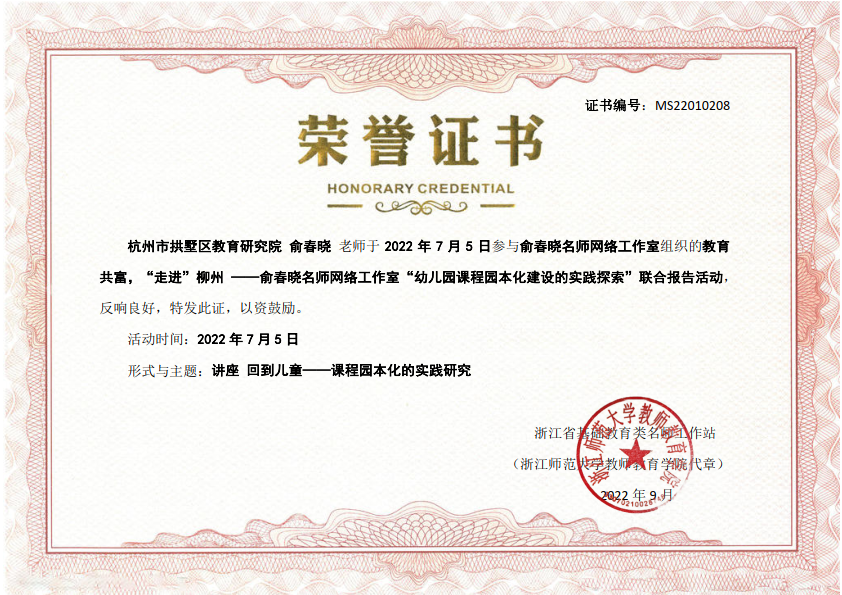 证书编号：MS22010208
荣誉证书
HONORARY CREDENTIAL
杭州市拱墅区教育研究院 俞春晓 老师于 2022 年 7 月 5 日参与俞春晓名师网络工作室组织的教育
共富，“走进”柳州 ——俞春晓名师网络工作室“幼儿园课程园本化建设的实践探索”联合报告活动，
反响良好，特发此证，以资鼓励。
活动时间：2022 年 7 月 5 日
形式与主题：讲座 回到儿童——课程园本化的实践研究
浙江省基础教育类名师工作站
（浙江师范大学教师教育学院代章）
2022 年 9 月
浙江师范大学教师教育学院